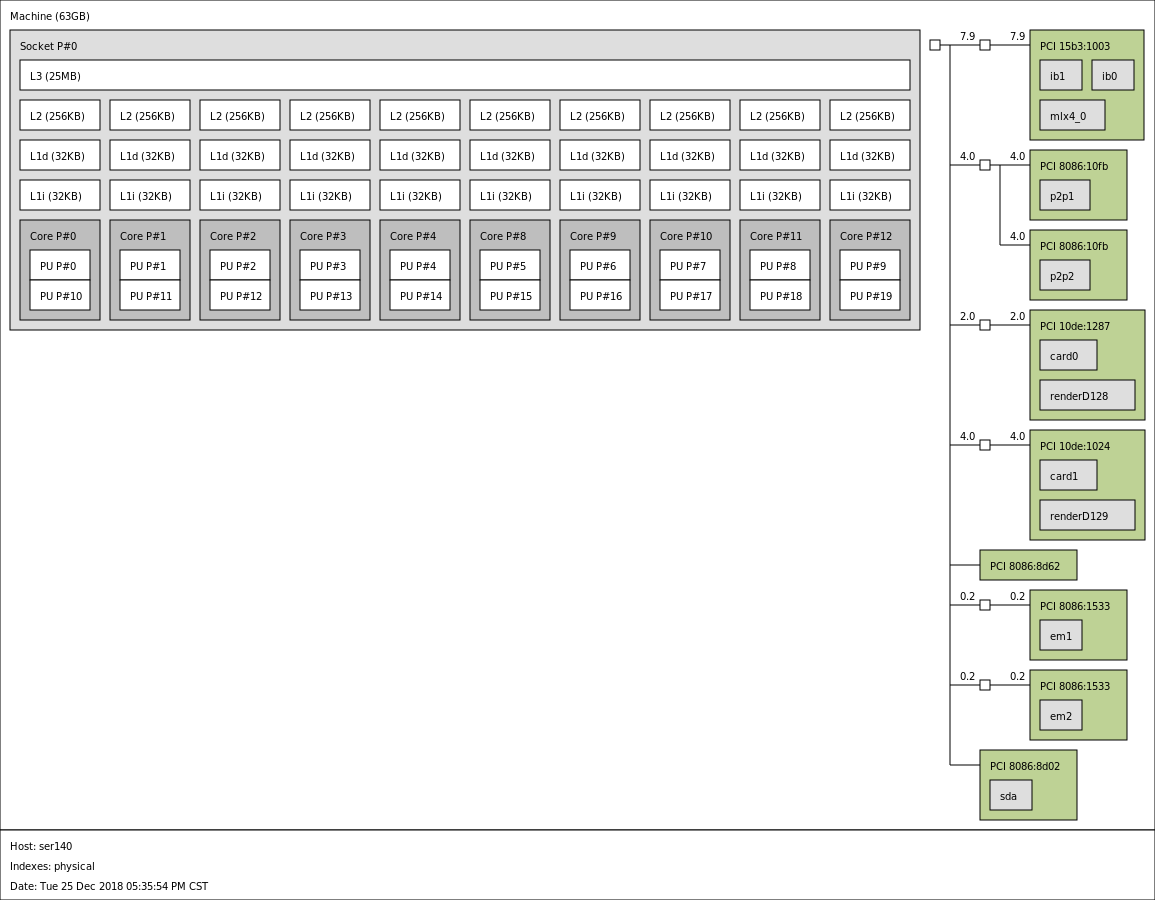 Machine (63GB)
Socket P#0
L3 (25MB)
L2 (256KB) L2 (256KB) L2 (256KB) L2 (256KB) L2 (256KB) L2 (256KB) L2 (256KB) L2 (256KB) L2 (256KB) L2 (256KB)
L1d (32KB) L1d (32KB) L1d (32KB) L1d (32KB) L1d (32KB) L1d (32KB) L1d (32KB) L1d (32KB) L1d (32KB) L1d (32KB)
L1i (32KB) L1i (32KB) L1i (32KB) L1i (32KB) L1i (32KB) L1i (32KB) L1i (32KB) L1i (32KB) L1i (32KB) L1i (32KB)
Core P#0 Core P#1 Core P#2 Core P#3 Core P#4 Core P#8 Core P#9 Core P#10 Core P#11 Core P#12
PU P#0 PU P#1 PU P#2 PU P#3 PU P#4 PU P#5 PU P#6 PU P#7 PU P#8 PU P#9
PU P#10 PU P#11 PU P#12 PU P#13 PU P#14 PU P#15 PU P#16 PU P#17 PU P#18 PU P#19
7.9 7.9 PCI 15b3:1003
ib1 ib0
mlx4_0
4.0 4.0 PCI 8086:10fb
p2p1
4.0 PCI 8086:10fb
p2p2
2.0 2.0 PCI 10de:1287
card0
renderD128
4.0 4.0 PCI 10de:1024
card1
renderD129
PCI 8086:8d62
0.2 0.2 PCI 8086:1533
em1
0.2 0.2 PCI 8086:1533
em2
PCI 8086:8d02
sda
Host: ser140
Indexes: physical
Date: Tue 25 Dec 2018 05:35:54 PM CST